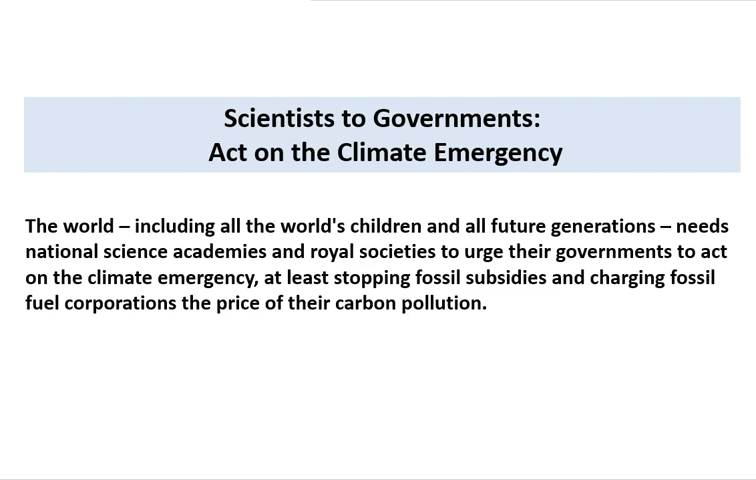 Scientists to Governments:
Act on the Climate Emergency
The world – including all the world's children and all future generations – needs
national science academies and royal societies to urge their governments to act
on the climate emergency, at least stopping fossil subsidies and charging fossil
fuel corporations the price of their carbon pollution.